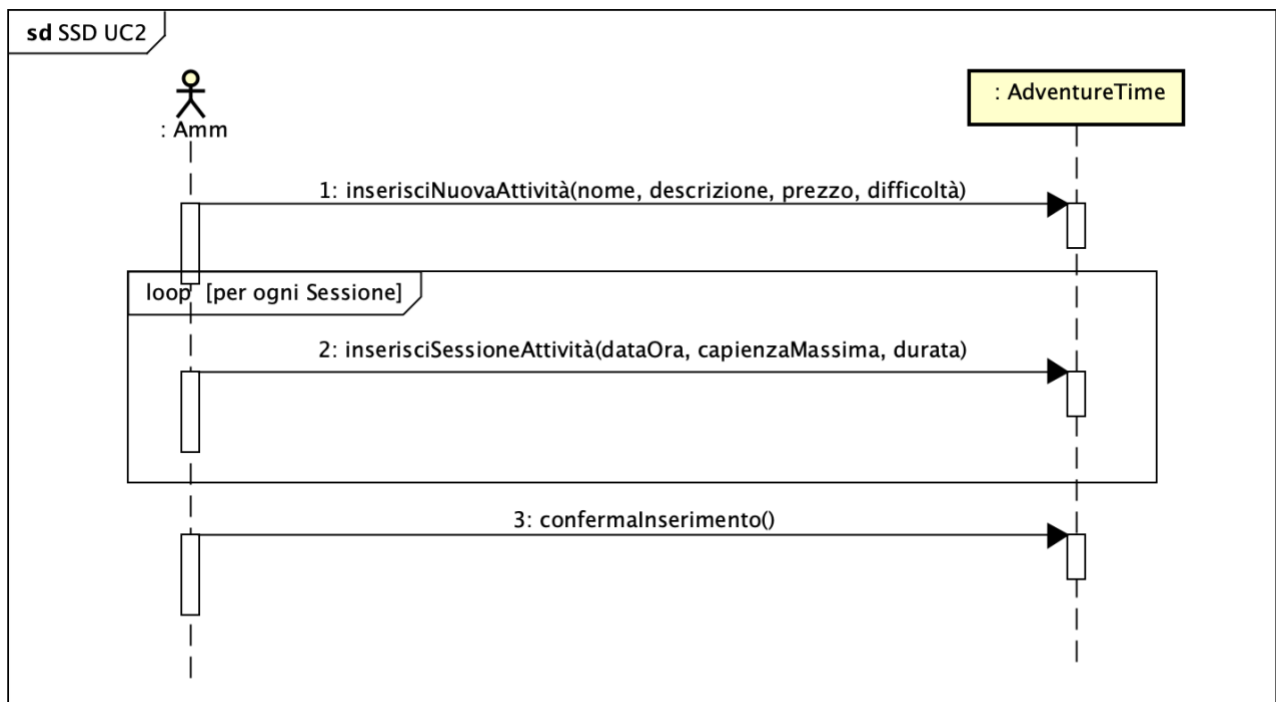 sd SSD UC2
: Amm
: AdventureTime
1: inserisciNuovaAttività(nome, descrizione, prezzo, difficoltà)
loop [per ogni Sessione]
2: inserisciSessioneAttività(dataOra, capienzaMassima, durata)
3: confermaInserimento()